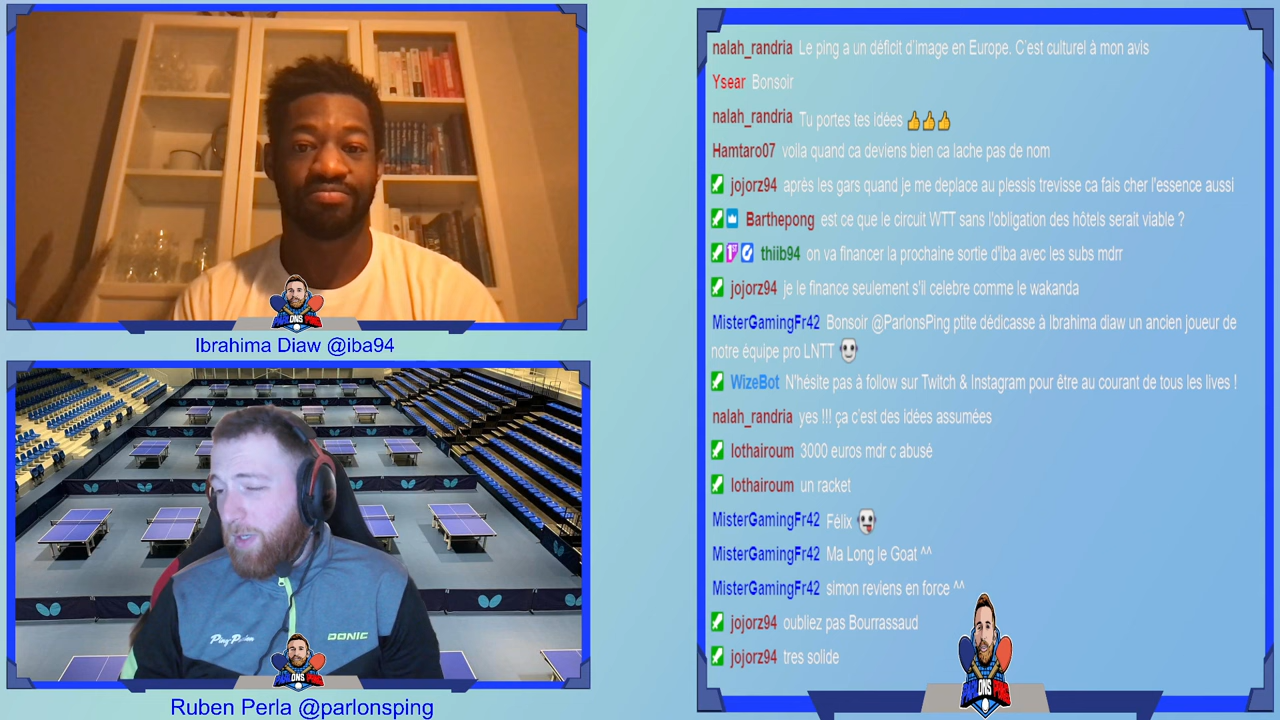 Ibrahima Diaw @iba94
Ping-Passion
DONIC
PARLONS PING
Ruben Perla @parlonsping
nalah_randria Le ping a un déficit d'image en Europe. C'est culturel à mon avis
Ysear Bonsoir
nalah_randria Tu portes tes idées 👍👍👍
Hamtaro07 voila quand ca deviens bien ca lache pas de nom
jojorz94 après les gars quand je me deplace au plessis trevisse ca fais cher l'essence aussi
Barthepong est ce que le circuit WTT sans l'obligation des hôtels serait viable ?
thiib94 on va financer la prochaine sortie d'iba avec les subs mdrr
jojorz94 je le finance seulement s'il celebre comme le wakanda
MisterGamingFr42 Bonsoir @ParlonsPing ptite dédicasse à Ibrahima diaw un ancien joueur de
notre équipe pro LNTT
WizeBot N'hésite pas à follow sur Twitch & Instagram pour être au courant de tous les lives !
nalah_randria yes !!! ça c'est des idées assumées
lothairoum 3000 euros mdr c abusé
lothairoum un racket
MisterGamingFr42 Félix
MisterGamingFr42 Ma Long le Goat ^^
MisterGamingFr42 simon reviens en force ^^
jojorz94 oubliez pas Bourrassaud
jojorz94 tres solide
PARLONS PING